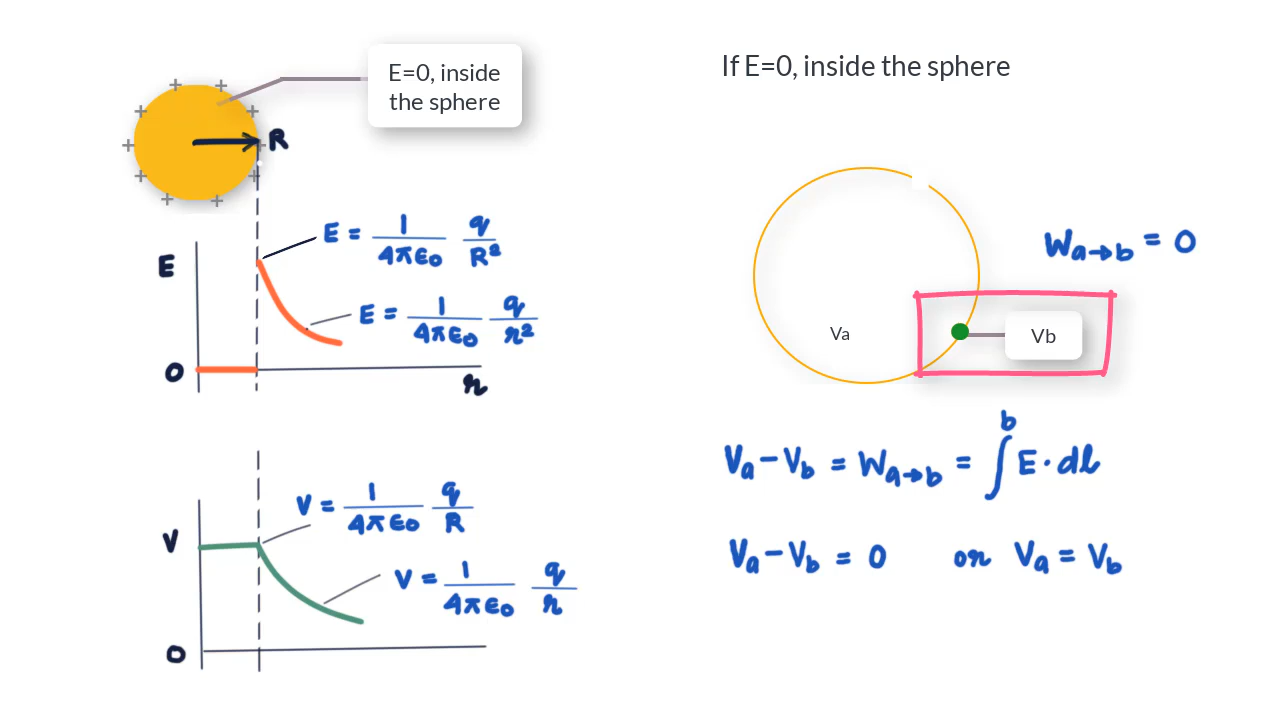 E=0, inside
the sphere
R
E = 1/4πε0 q/R²
E
E = 1/4πε0 q/r²
0
r
V = 1/4πε0 q/R
V
V = 1/4πε0 q/r
0
If E=0, inside the sphere
Wa→b = 0
Va
Vb
Va - Vb = Wa→b = ∫b E · dl
Va - Vb = 0 or Va = Vb